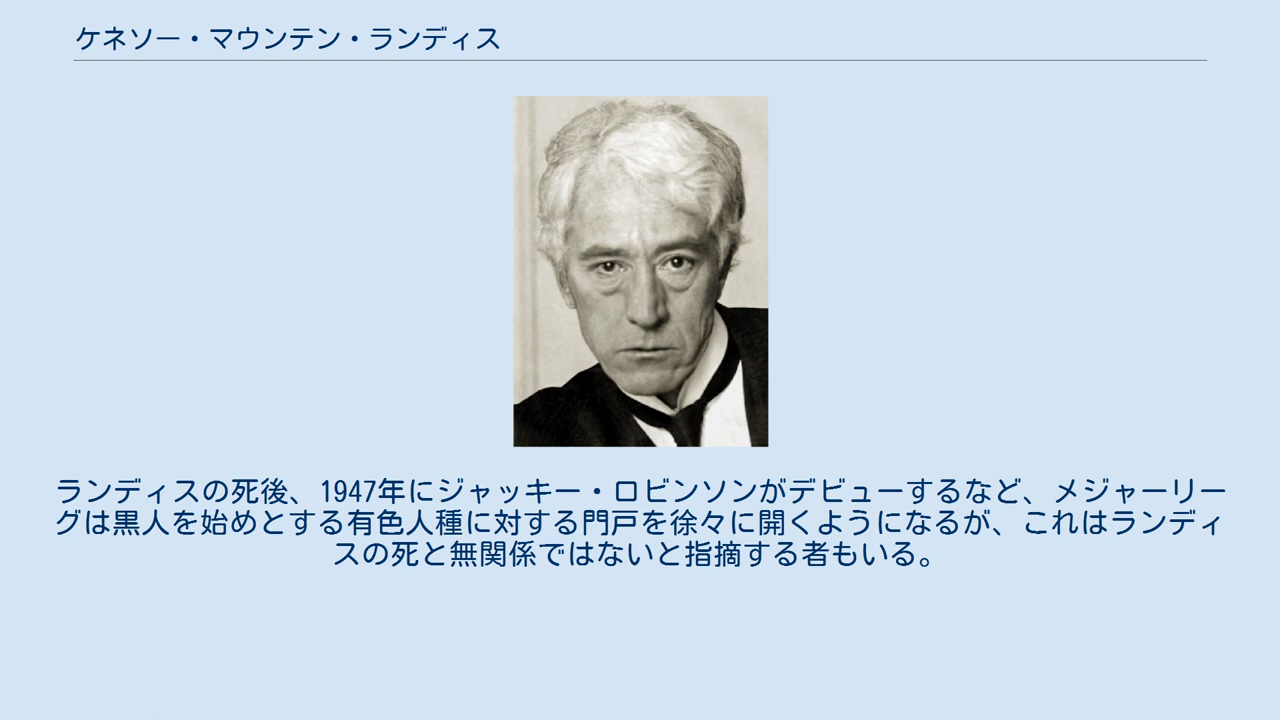 ケネソー・マウンテン・ランディス
ランディスの死後、1947年にジャッキー・ロビンソンがデビューするなど、メジャーリー
グは黒人を始めとする有色人種に対する門戸を徐々に開くようになるが、これはランディ
スの死と無関係ではないと指摘する者もいる。